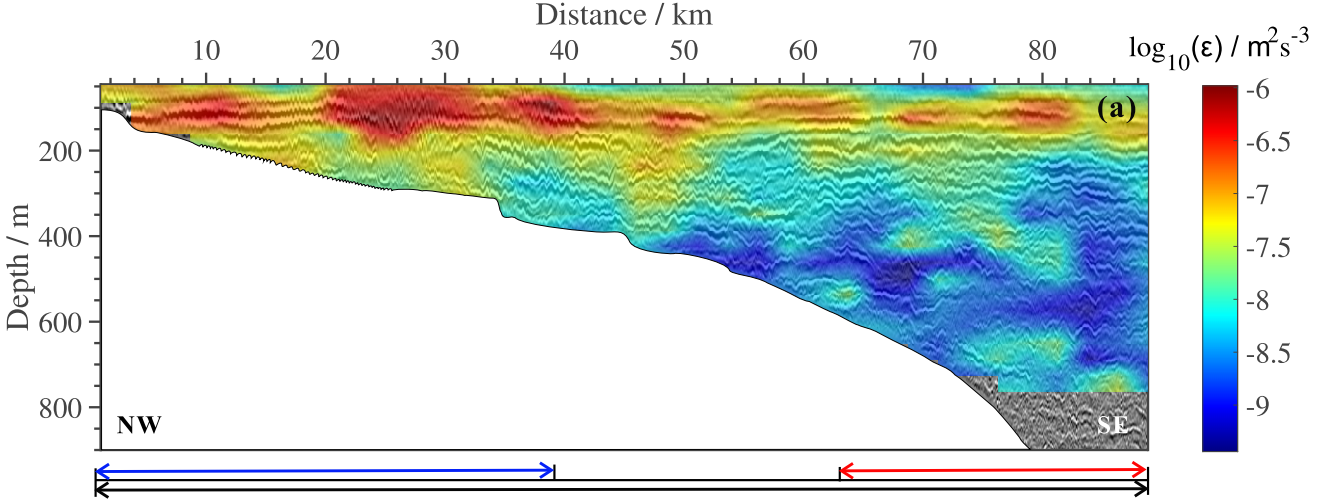 Distance / km
10 20 30 40 50 60 70 80
log₁₀(ε) / m²s⁻³
(a)
-6
-6.5
-7
-7.5
-8
-8.5
-9
Depth / m
200
400
600
800
NW
SE